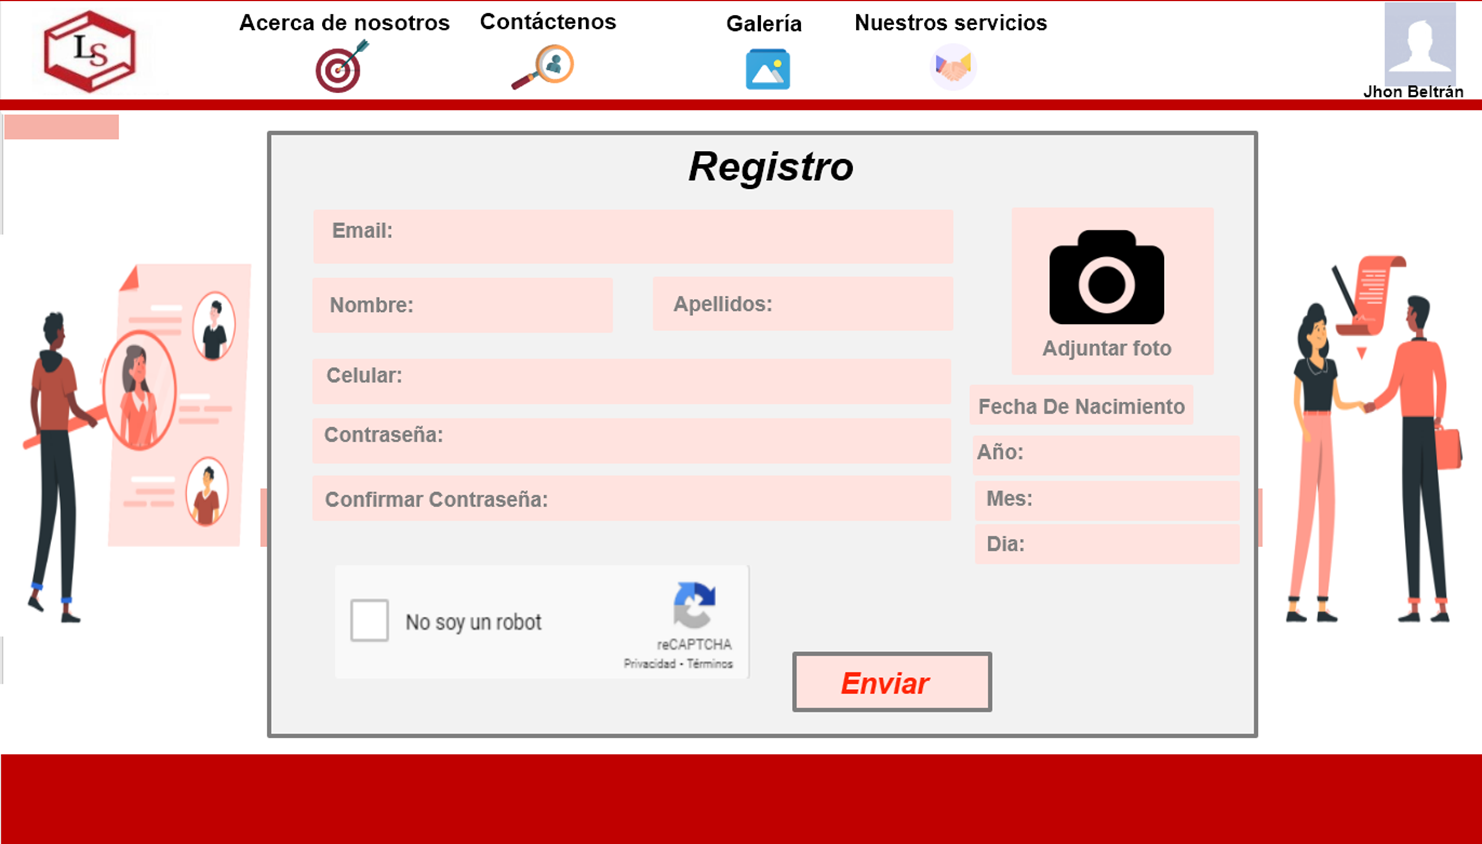 LS
Acerca de nosotros
Contáctenos
Galería
Nuestros servicios
Jhon Beltrán
Registro
Email:
Nombre:
Apellidos:
Adjuntar foto
Celular:
Contraseña:
Confirmar Contraseña:
Fecha De Nacimiento
Año:
Mes:
Dia:
No soy un robot
reCAPTCHA
Privacidad - Términos
Enviar